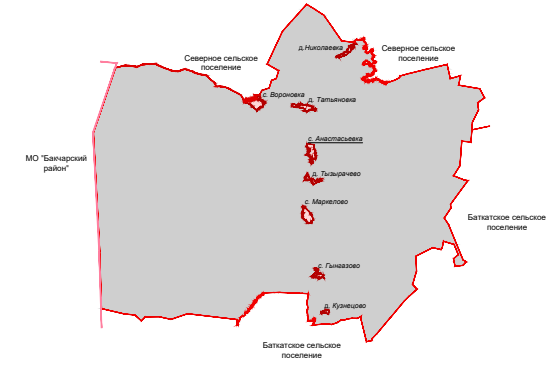 д.Николаевка
Северное сельское
поселение
Северное сельское
поселение
с. Вороновка
д. Татьяновка
с. Анастасьевка
МО "Бакчарский
район"
д. Тызырачево
с. Маркелово
Баткатское сельское
поселение
с. Гынгазово
д. Кузнецово
Баткатское сельское
поселение